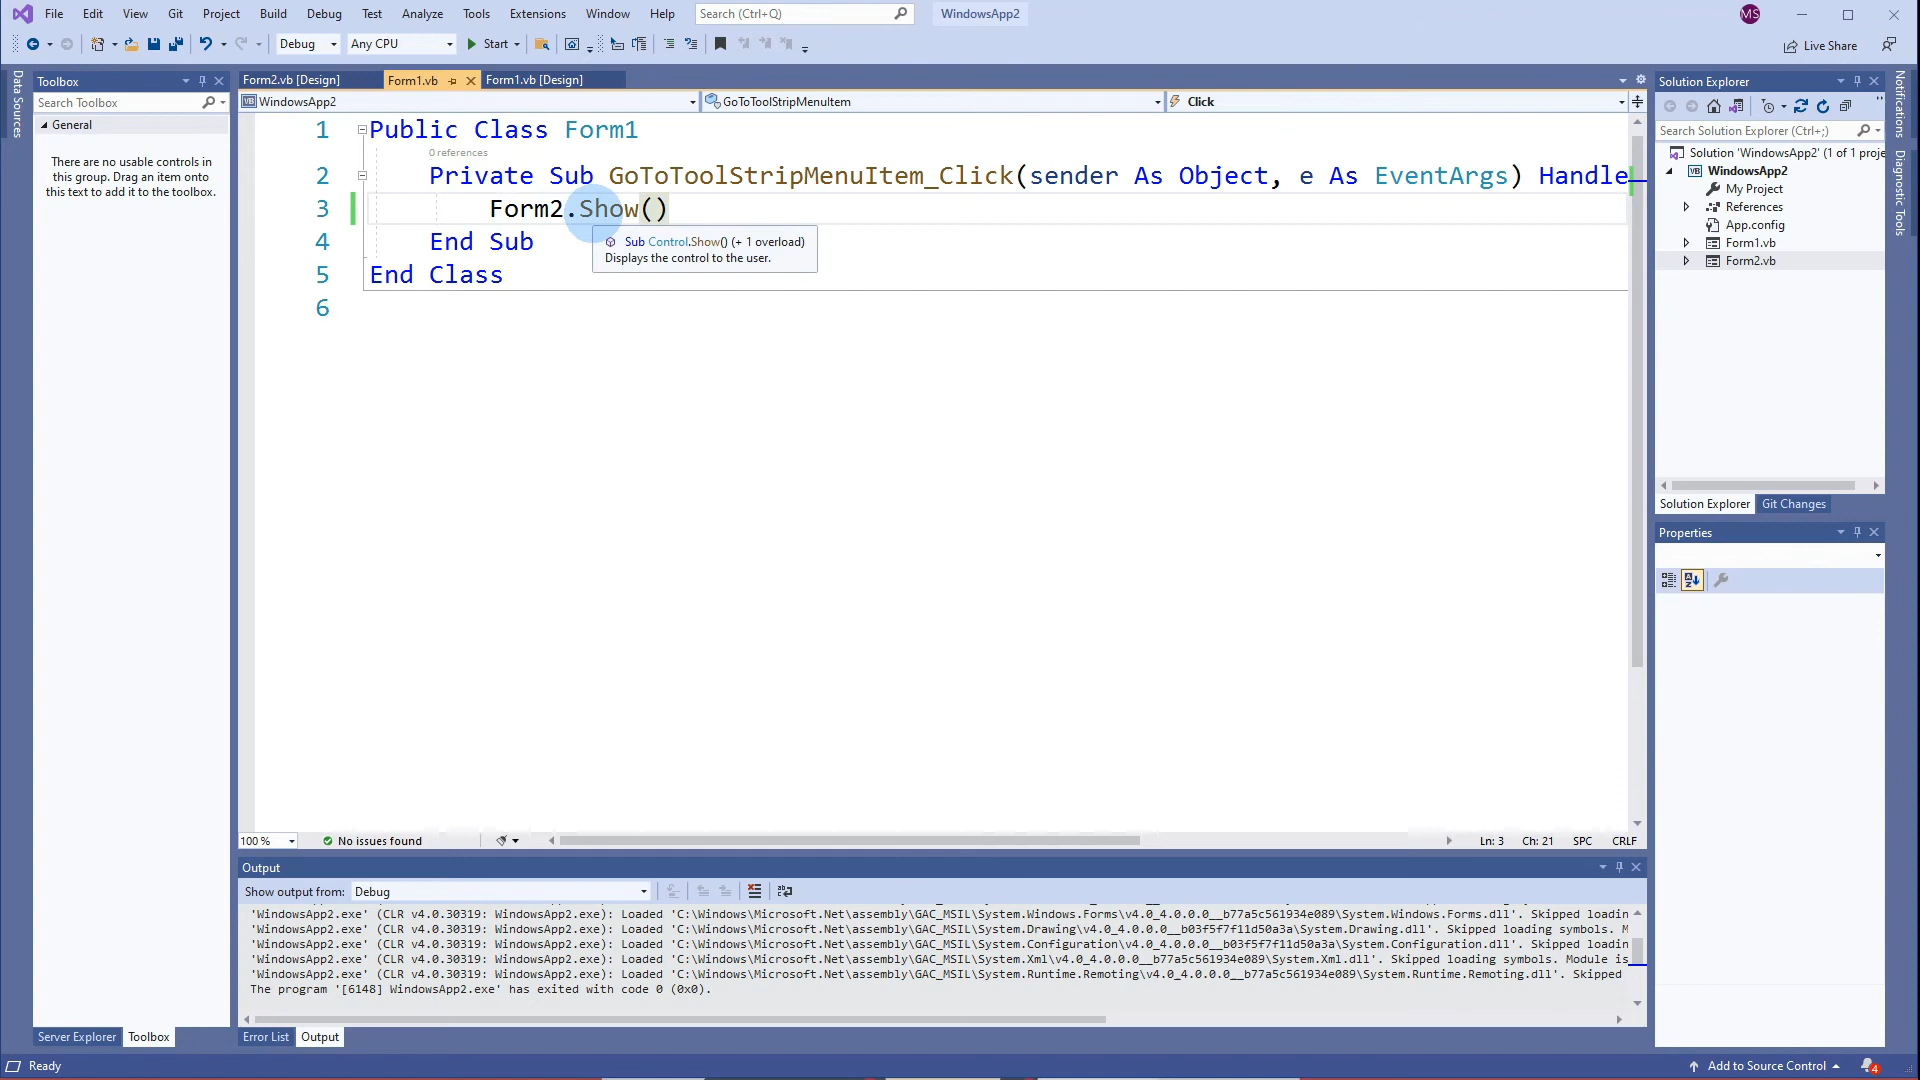 File Edit View Git Project Build Debug Test Analyze Tools Extensions Window Help Search (Ctrl+Q) WindowsApp2 MS
Debug Any CPU Start Live Share
Data Sources
Toolbox
Search Toolbox
General
There are no usable controls in
this group. Drag an item onto
this text to add it to the toolbox.
Server Explorer Toolbox
Form2.vb [Design] Form1.vb Form1.vb [Design]
WindowsApp2 GoToToolStripMenuItem Click
1 Public Class Form1
0 references
2 Private Sub GoToToolStripMenuItem_Click(sender As Object, e As EventArgs) Handle
3 Form2.Show()
4 End Sub
5 End Class
6
Sub Control.Show() (+ 1 overload)
Displays the control to the user.
100 % No issues found Ln: 3 Ch: 21 SPC CRLF
Output
Show output from: Debug
'WindowsApp2.exe' (CLR v4.0.30319: WindowsApp2.exe): Loaded 'C:\Windows\Microsoft.Net\assembly\GAC_MSIL\System.Windows.Forms\v4.0_4.0.0.0__b77a5c561934e089\System.Windows.Forms.dll'. Skipped loadin
'WindowsApp2.exe' (CLR v4.0.30319: WindowsApp2.exe): Loaded 'C:\Windows\Microsoft.Net\assembly\GAC_MSIL\System.Drawing\v4.0_4.0.0.0__b03f5f7f11d50a3a\System.Drawing.dll'. Skipped loading symbols. M
'WindowsApp2.exe' (CLR v4.0.30319: WindowsApp2.exe): Loaded 'C:\Windows\Microsoft.Net\assembly\GAC_MSIL\System.Configuration\v4.0_4.0.0.0__b03f5f7f11d50a3a\System.Configuration.dll'. Skipped loadin
'WindowsApp2.exe' (CLR v4.0.30319: WindowsApp2.exe): Loaded 'C:\Windows\Microsoft.Net\assembly\GAC_MSIL\System.Xml\v4.0_4.0.0.0__b77a5c561934e089\System.Xml.dll'. Skipped loading symbols. Module is
'WindowsApp2.exe' (CLR v4.0.30319: WindowsApp2.exe): Loaded 'C:\Windows\Microsoft.Net\assembly\GAC_MSIL\System.Runtime.Remoting\v4.0_4.0.0.0__b77a5c561934e089\System.Runtime.Remoting.dll'. Skipped
The program '[6148] WindowsApp2.exe' has exited with code 0 (0x0).
Error List Output
Solution Explorer
Search Solution Explorer (Ctrl+;)
Solution 'WindowsApp2' (1 of 1 proje
VB WindowsApp2
My Project
References
App.config
Form1.vb
Form2.vb
Solution Explorer Git Changes
Properties
Notifications
Diagnostic Tools
Ready Add to Source Control 4